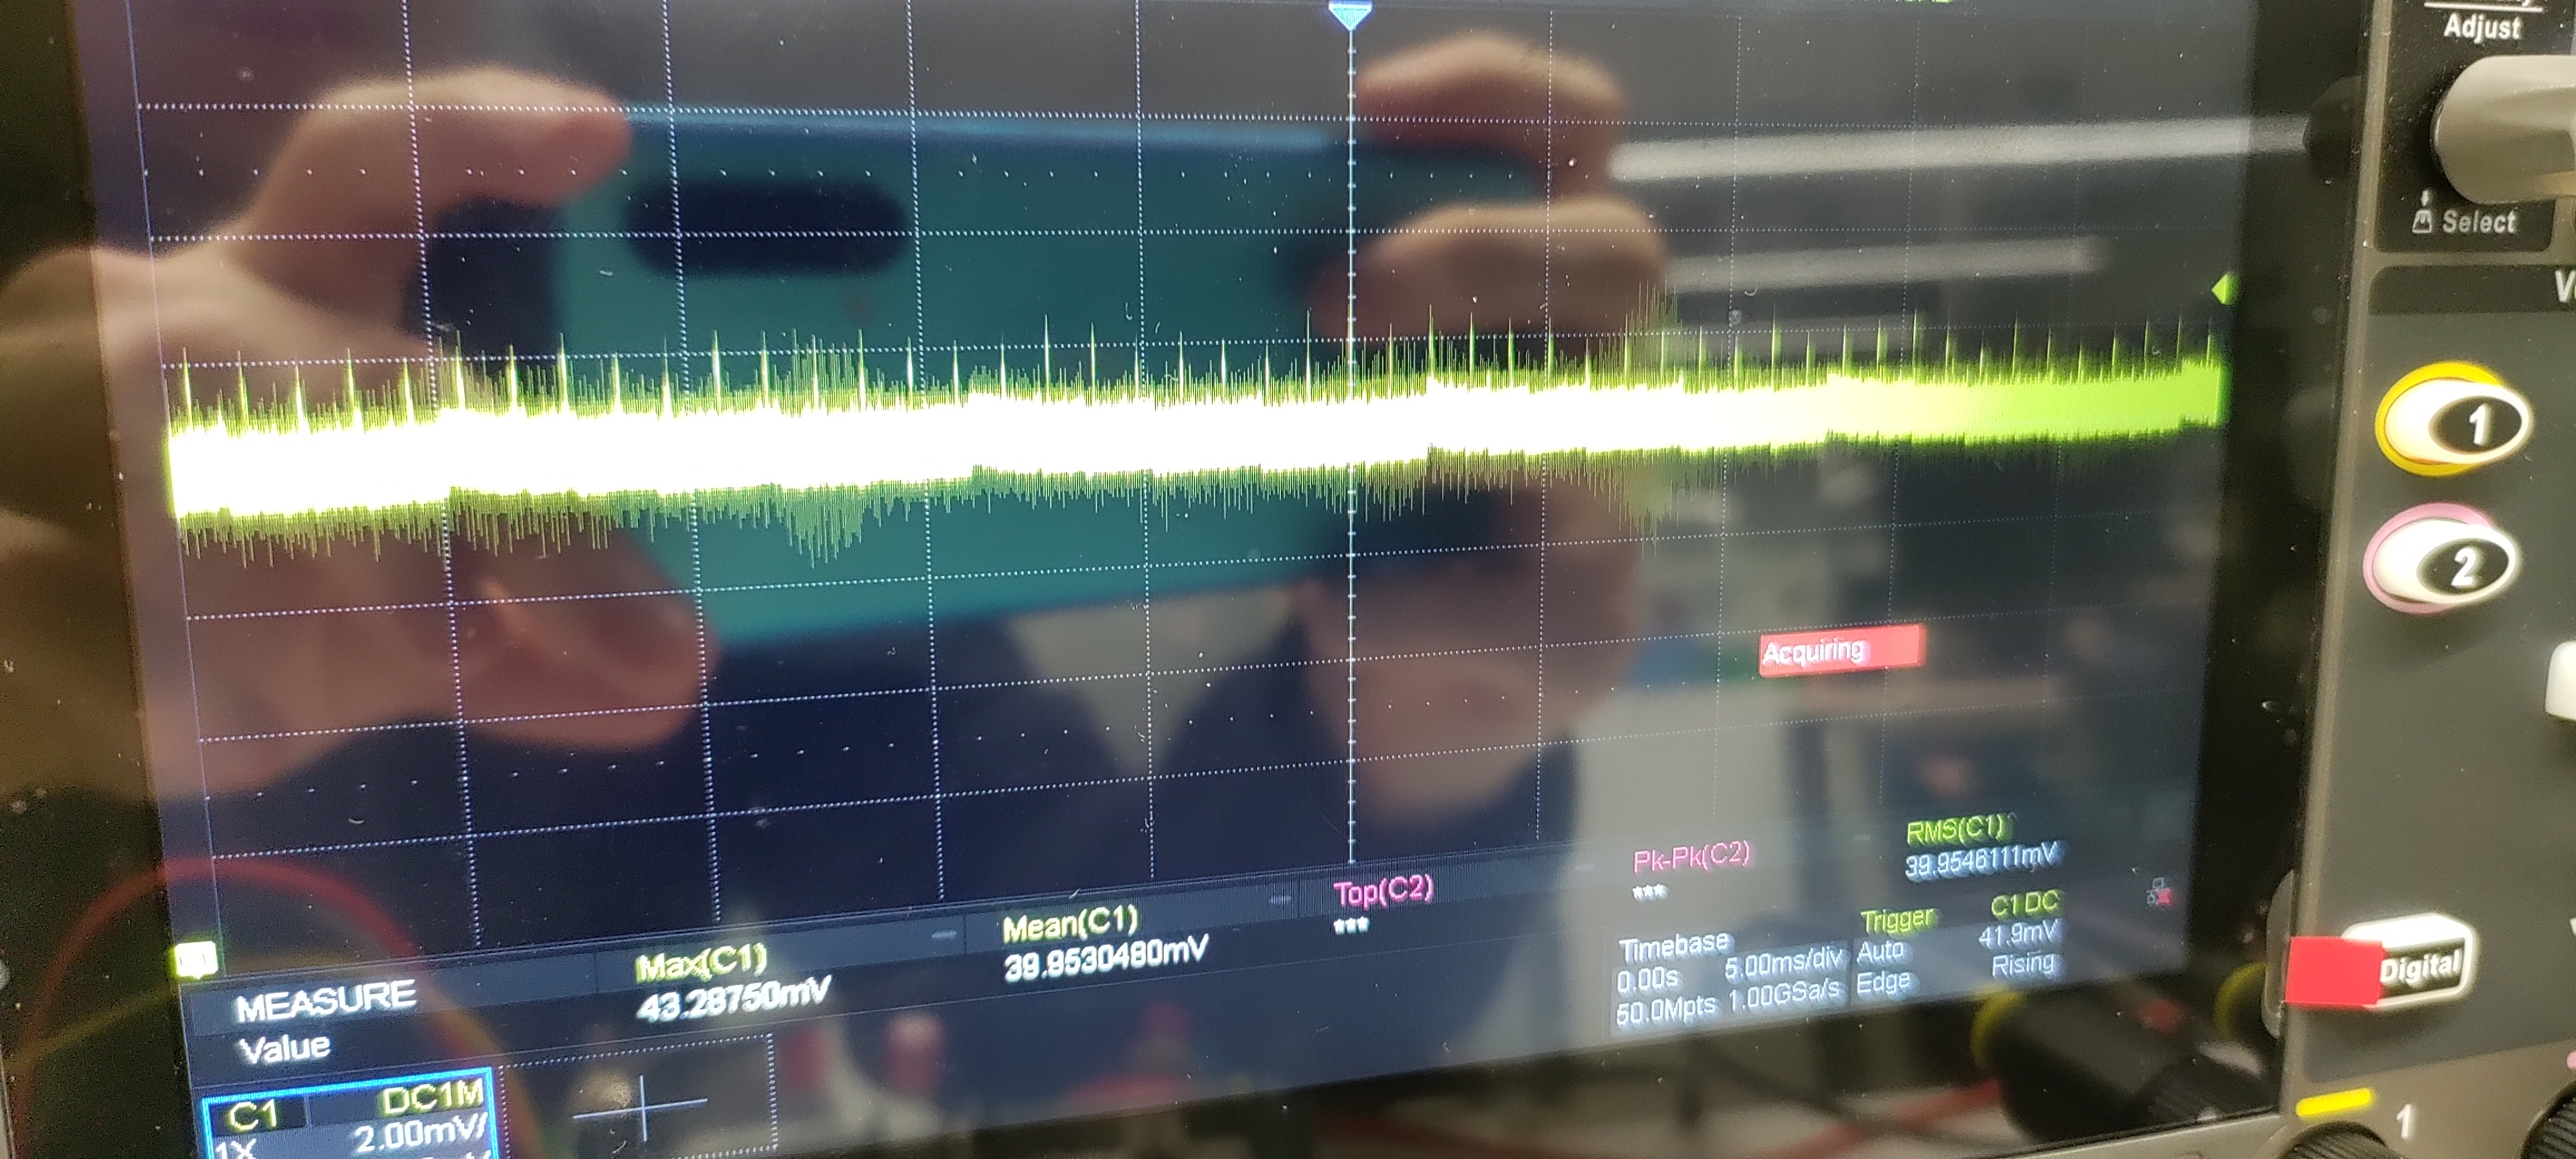 Adjust
Select
1
2
Acquiring
MEASURE
Max(C1)
Mean(C1)
Top(C2)
Pk-Pk(C2)
RMS(C1)
Value
43.28750mV
39.9530480mV
***
***
39.9546111mV
Timebase
0.00s 5.00ms/div
50.0Mpts 1.00GSa/s
Trigger C1 DC
Auto 41.9mV
Edge Rising
C1 DC1M
1X 2.00mV/
Digital
1